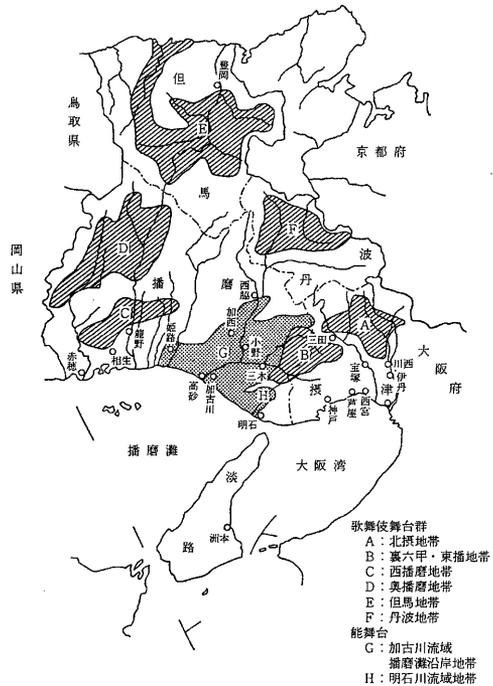 但
豊岡
鳥取県
E
京都府
馬
D
F
岡山県
波
丹
播
磨
西脇
加西
C
A
龍野
姫路
小野
三田
G
B
大阪府
赤穂
相生
三木
宝塚
川西
伊丹
高砂
加古川
H
摂
津
芦屋
西宮
神戸
明石
播磨灘
大阪湾
淡
路
洲本
歌舞伎舞台群
A:北摂地帯
B:裏六甲・東播地帯
C:西播磨地帯
D:奥播磨地帯
E:但馬地帯
F:丹波地帯
能舞台
G:加古川流域
播磨灘沿岸地帯
H:明石川流域地帯